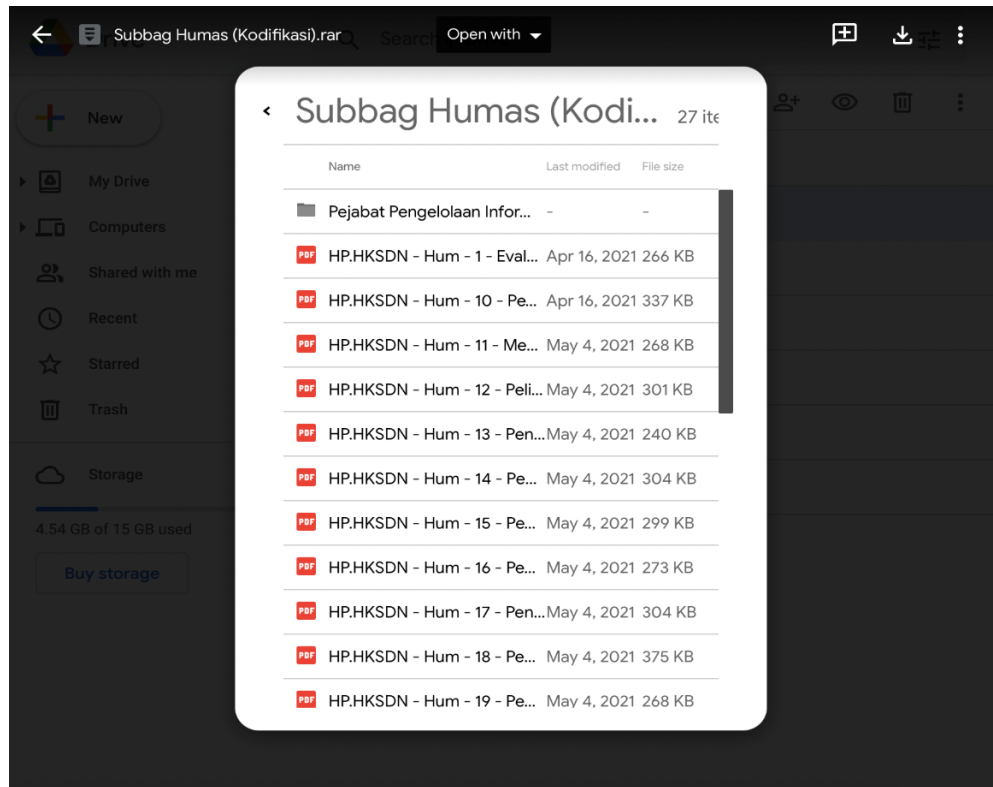 Subbag Humas (Kodifikasi).rar Search Open with
Subbag Humas (Kodi... 27 ite
New
Name Last modified File size
My Drive
Pejabat Pengelolaan Infor... - -
Computers
HP.HKSDN - Hum - 1 - Eval... Apr 16, 2021 266 KB
Shared with me
HP.HKSDN - Hum - 10 - Pe... Apr 16, 2021 337 KB
Recent
HP.HKSDN - Hum - 11 - Me... May 4, 2021 268 KB
Starred
HP.HKSDN - Hum - 12 - Peli... May 4, 2021 301 KB
Trash
HP.HKSDN - Hum - 13 - Pen... May 4, 2021 240 KB
Storage
HP.HKSDN - Hum - 14 - Pe... May 4, 2021 304 KB
HP.HKSDN - Hum - 15 - Pe... May 4, 2021 299 KB
4.54 GB of 15 GB used
HP.HKSDN - Hum - 16 - Pe... May 4, 2021 273 KB
Buy storage
HP.HKSDN - Hum - 17 - Pen... May 4, 2021 304 KB
HP.HKSDN - Hum - 18 - Pe... May 4, 2021 375 KB
HP.HKSDN - Hum - 19 - Pe... May 4, 2021 268 KB